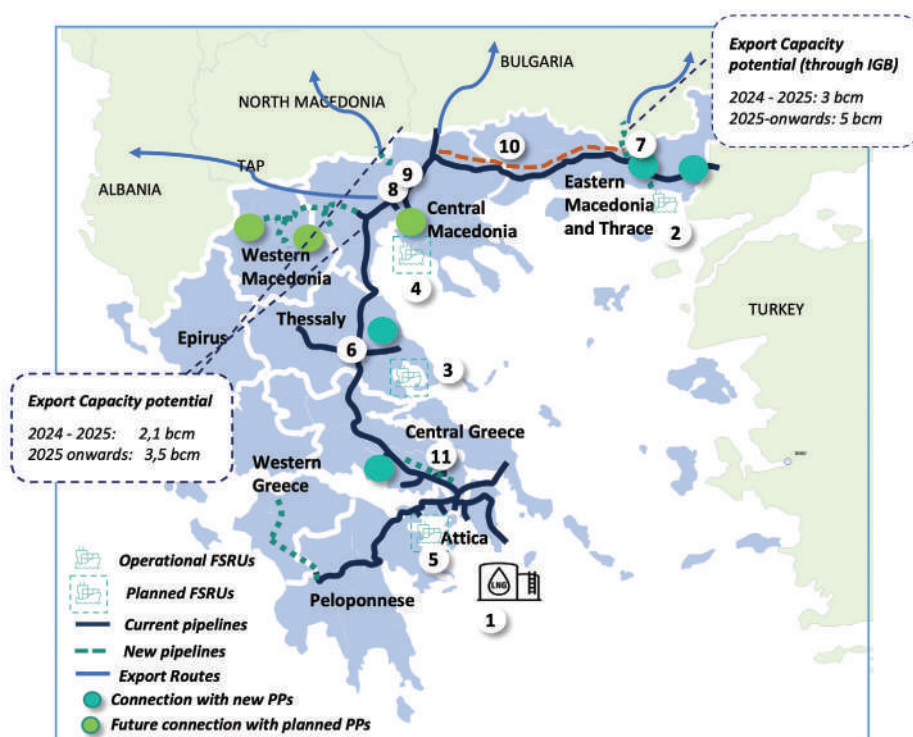 Export Capacity
potential (through IGB)
2024 - 2025: 3 bcm
2025-onwards: 5 bcm
BULGARIA
NORTH MACEDONIA
TAP
ALBANIA
10
7
9
8
Eastern
Macedonia
and Thrace
Central
Macedonia
2
Western
Macedonia
4
TURKEY
Thessaly
Epirus
6
3
Export Capacity potential
2024 - 2025: 2,1 bcm
2025 onwards: 3,5 bcm
Central Greece
11
Western
Greece
Attica
5
LNG
1
Peloponnese
Operational FSRUs
Planned FSRUs
Current pipelines
New pipelines
Export Routes
Connection with new PPs
Future connection with planned PPs